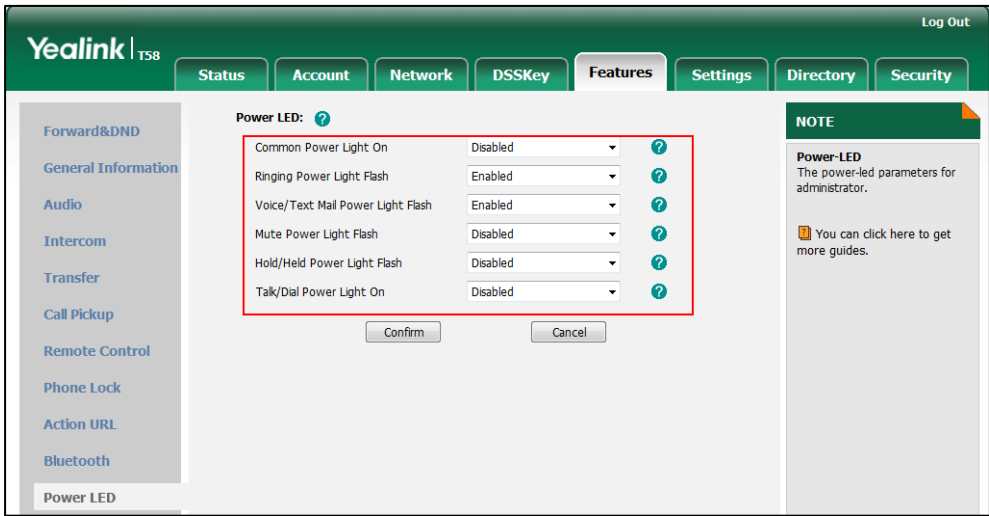 Log Out
Yealink T58
Status Account Network DSSKey Features Settings Directory Security
Forward&DND
General Information
Audio
Intercom
Transfer
Call Pickup
Remote Control
Phone Lock
Action URL
Bluetooth
Power LED
Power LED: ?
Common Power Light On Disabled ?
Ringing Power Light Flash Enabled ?
Voice/Text Mail Power Light Flash Enabled ?
Mute Power Light Flash Disabled ?
Hold/Held Power Light Flash Disabled ?
Talk/Dial Power Light On Disabled ?
Confirm Cancel
NOTE
Power-LED
The power-led parameters for
administrator.
? You can click here to get
more guides.